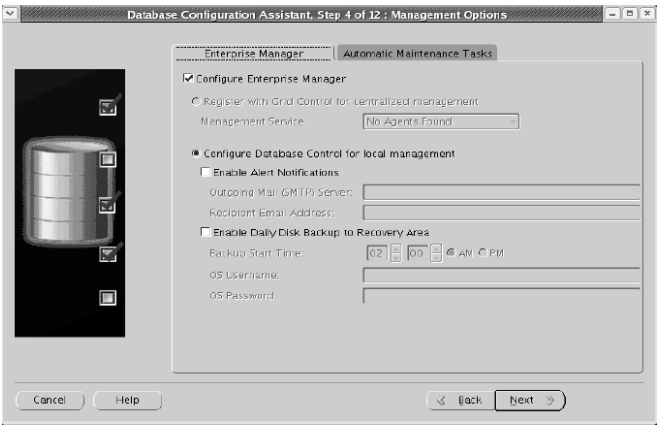 Database Configuration Assistant, Step 4 of 12 : Management Options
Enterprise Manager Automatic Maintenance Tasks
Configure Enterprise Manager
Register with Grid Control for centralized management
Management Service No Agents Found
Configure Database Control for local management
Enable Alert Notifications
Outgoing Mail (SMTP) Server:
Recipient Email Address:
Enable Daily Disk Backup to Recovery Area
Backup Start Time: 02 00 AM PM
OS Username:
OS Password:
Cancel Help Back Next